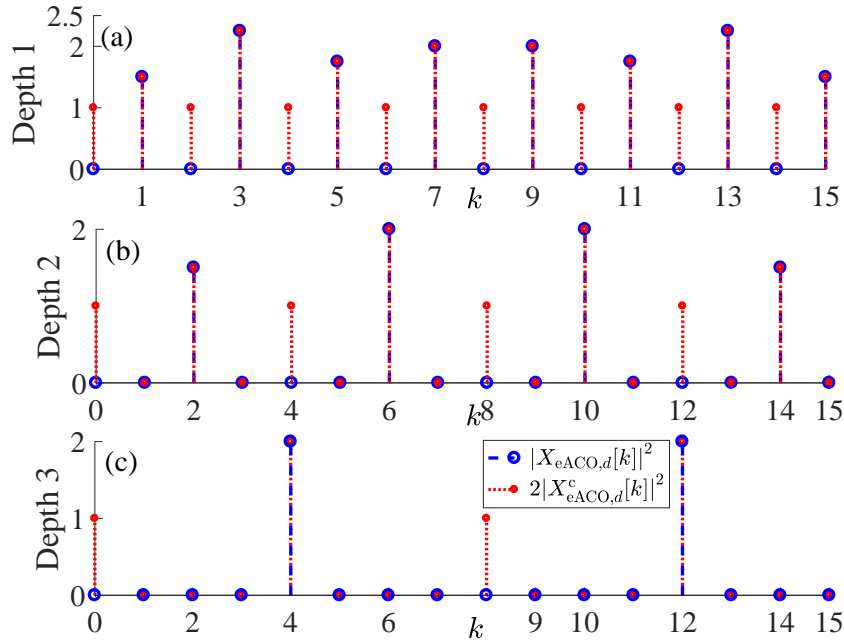 (a)
Depth 1
2.5
2
1
0
1 3 5 7 k 9 11 13 15
(b)
Depth 2
2
0
0 2 4 6 k 8 10 12 14 15
(c)
Depth 3
2
1
0
0 2 4 6 k 8 9 10 12 14 15
|X_{eACO,d}[k]|^2
2|X^c_{eACO,d}[k]|^2